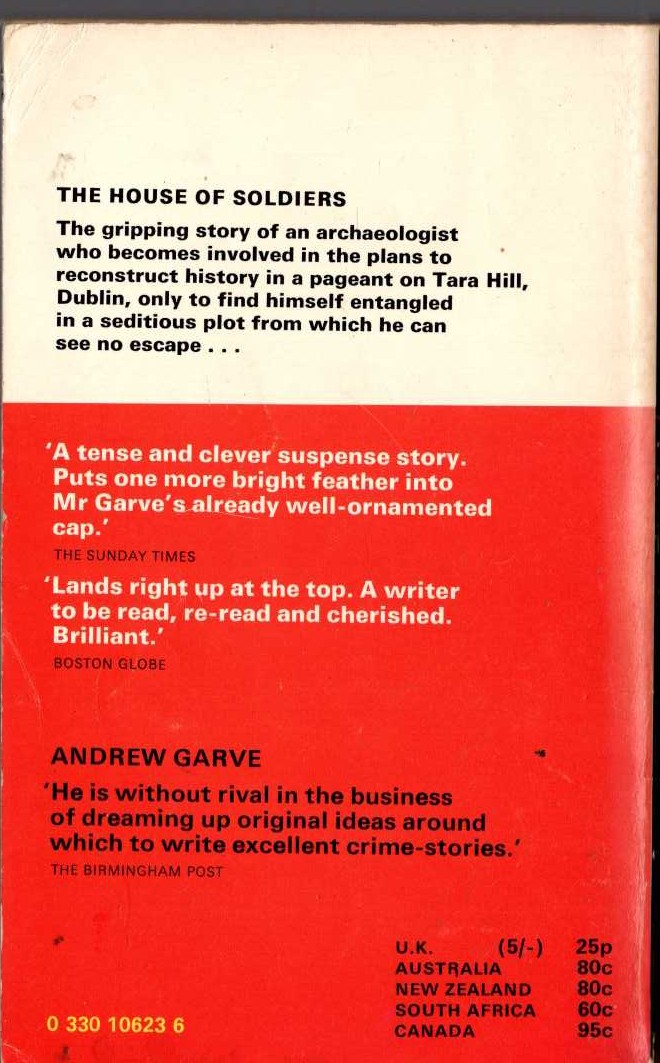 THE HOUSE OF SOLDIERS
The gripping story of an archaeologist
who becomes involved in the plans to
reconstruct history in a pageant on Tara Hill,
Dublin, only to find himself entangled
in a seditious plot from which he can
see no escape . . .
'A tense and clever suspense story.
Puts one more bright feather into
Mr Garve's already well-ornamented
cap.'
THE SUNDAY TIMES
'Lands right up at the top. A writer
to be read, re-read and cherished.
Brilliant.'
BOSTON GLOBE
ANDREW GARVE
'He is without rival in the business
of dreaming up original ideas around
which to write excellent crime-stories.'
THE BIRMINGHAM POST
U.K. (5/-) 25p
AUSTRALIA 80c
NEW ZEALAND 80c
SOUTH AFRICA 60c
CANADA 95c
0 330 10623 6